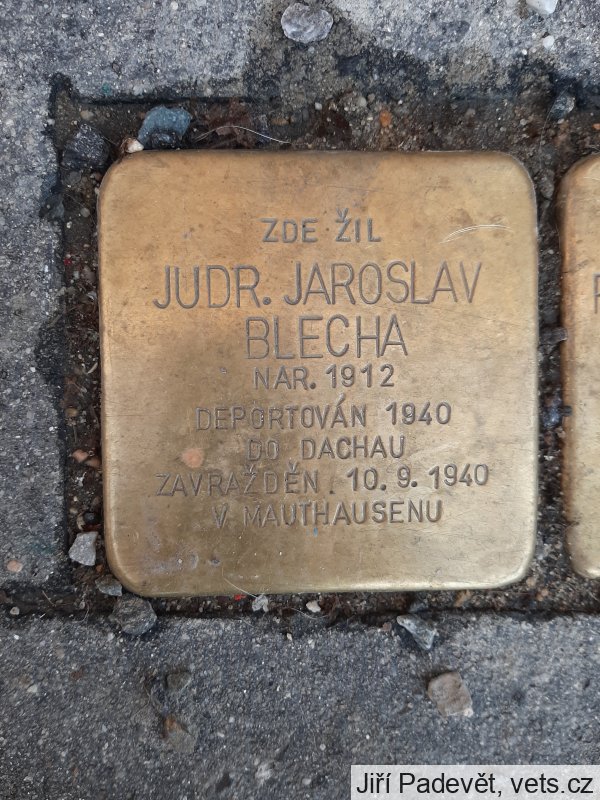 ZDE ŽIL
JUDR. JAROSLAV
BLECHA
NAR. 1912
DEPORTOVÁN 1940
DO DACHAU
ZAVRAŽDĚN 10. 9. 1940
V MAUTHAUSENU
Jiří Padevět, vets.cz